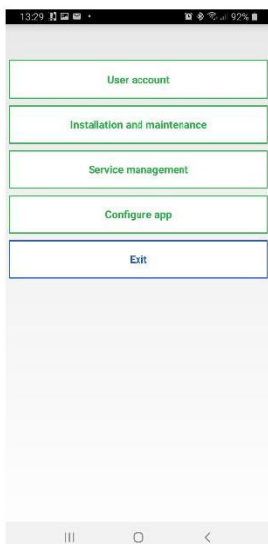 13:29 92%
User account
Installation and maintenance
Service management
Configure app
Exit